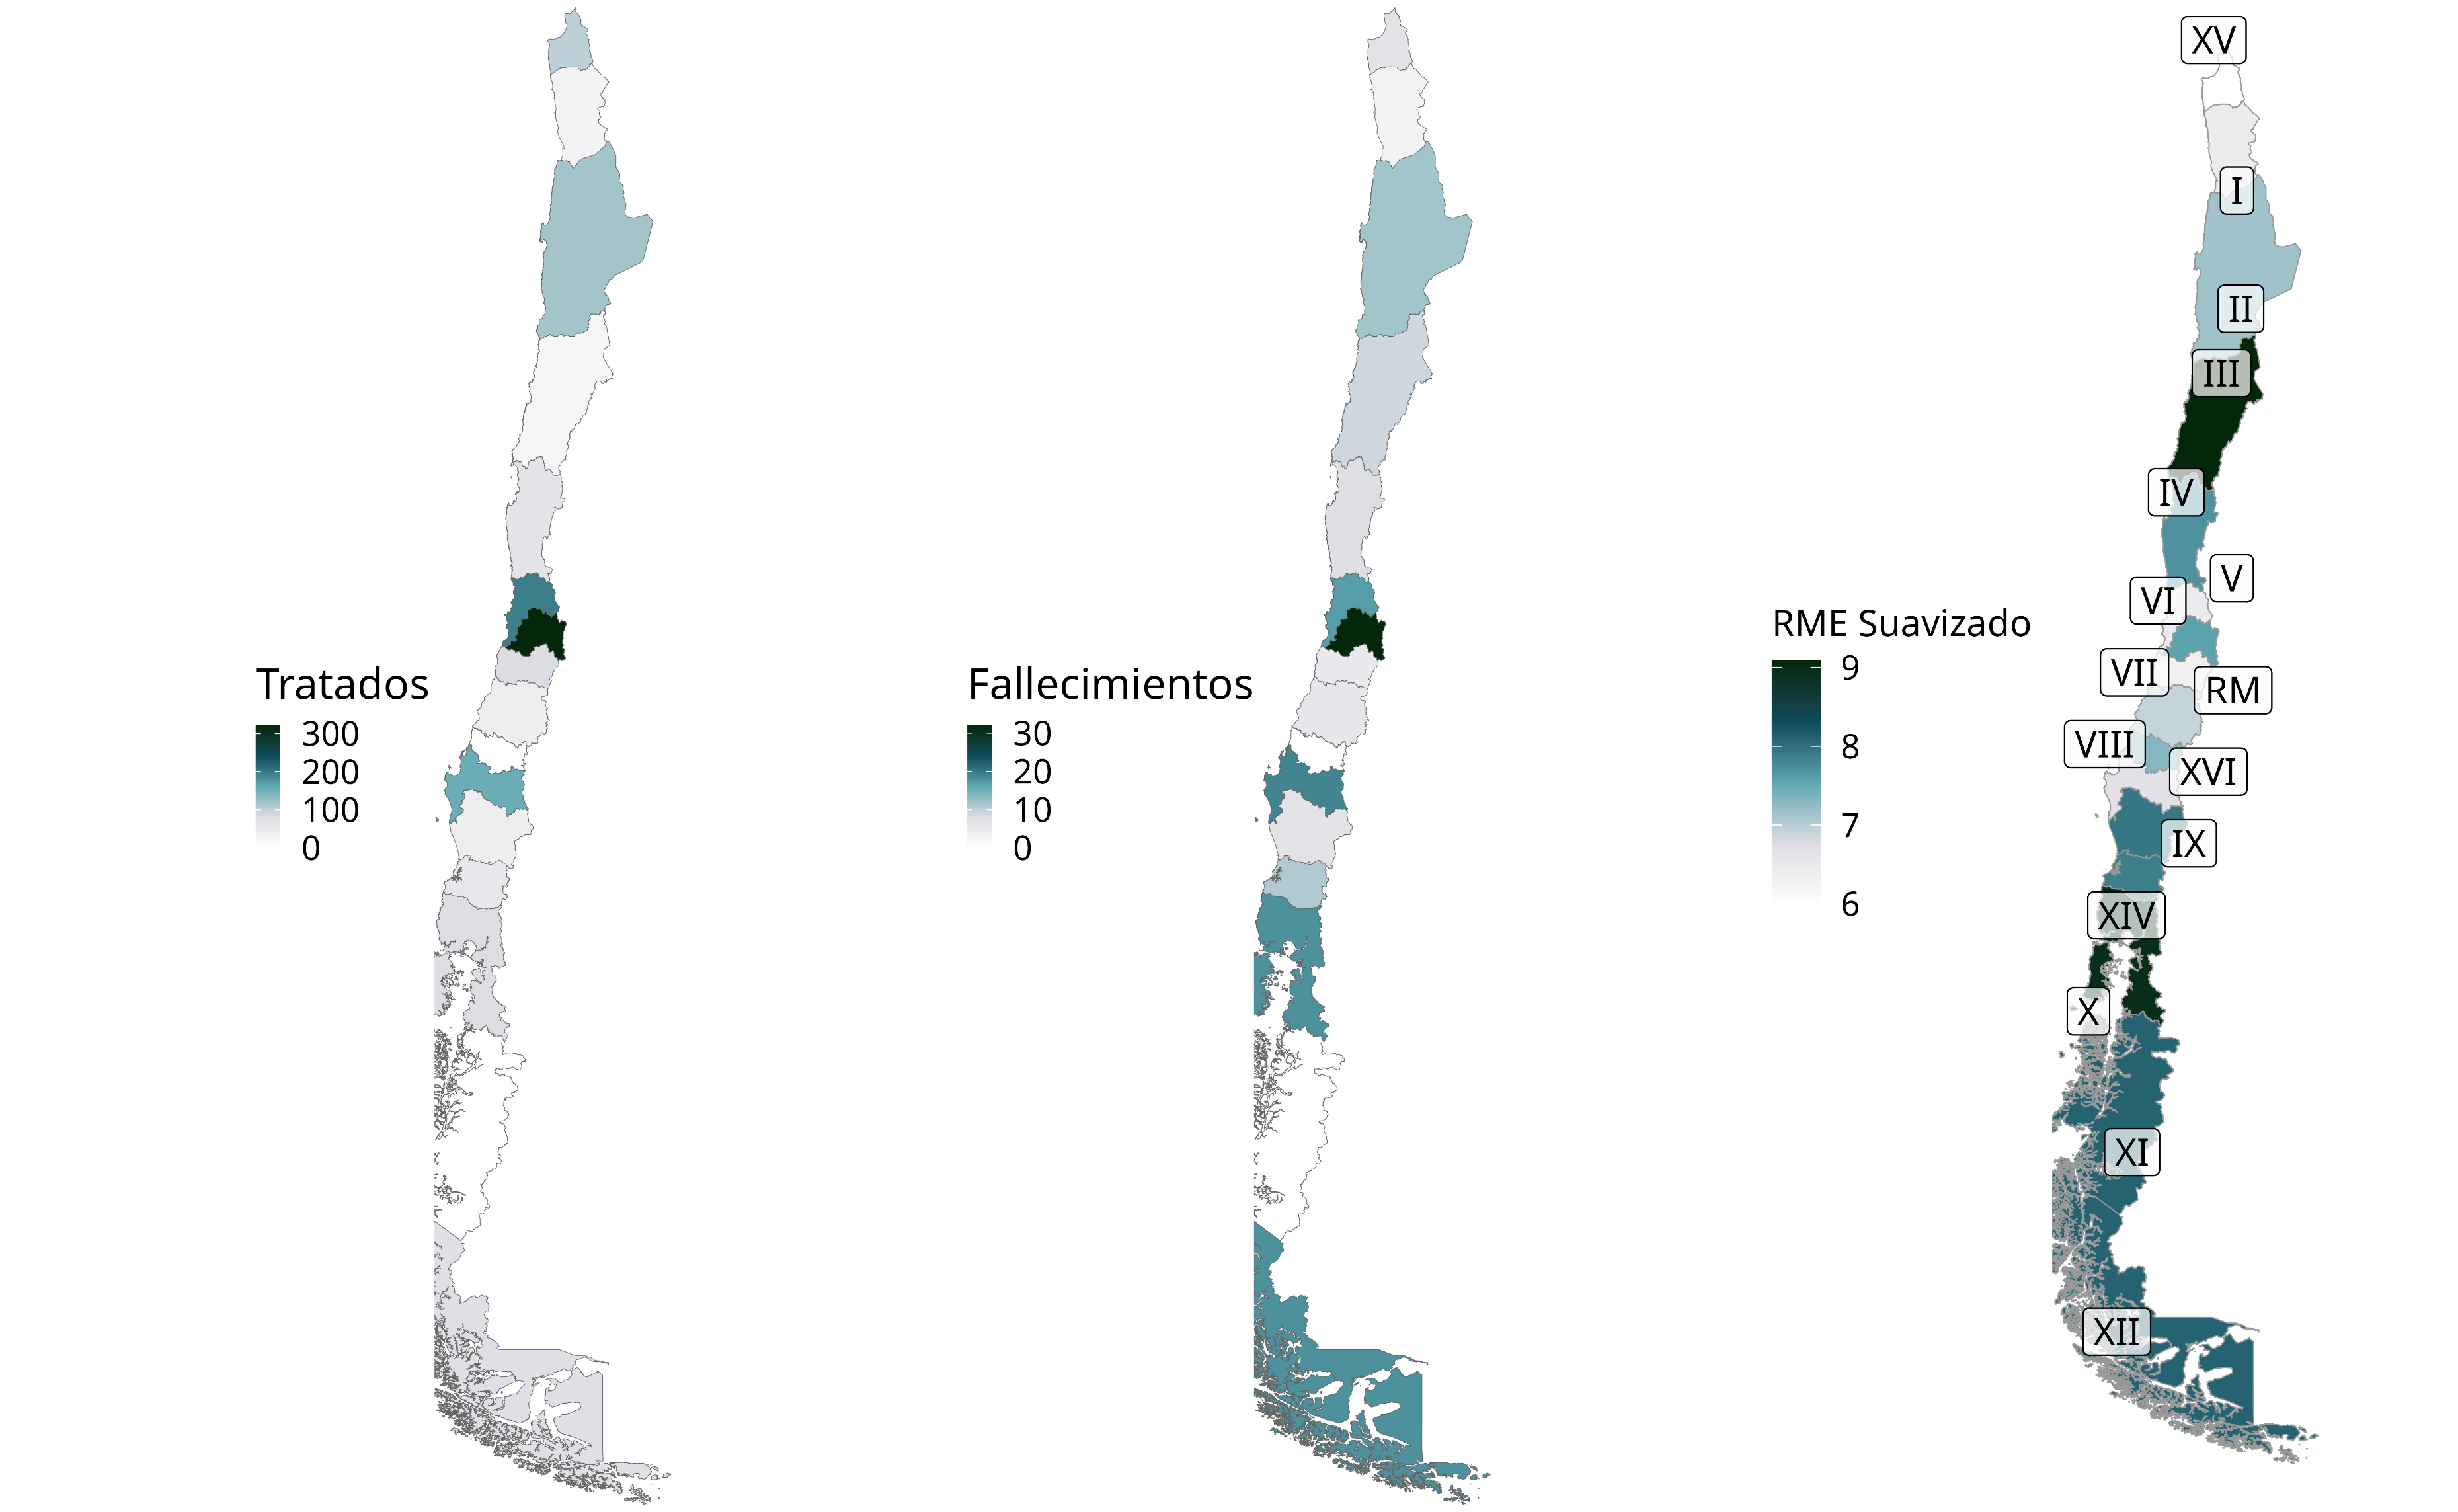 Tratados
300
200
100
0
Fallecimientos
30
20
10
0
RME Suavizado
9
8
7
6
XV
I
II
III
IV
V
VI
VII
RM
VIII
XVI
IX
XIV
X
XI
XII